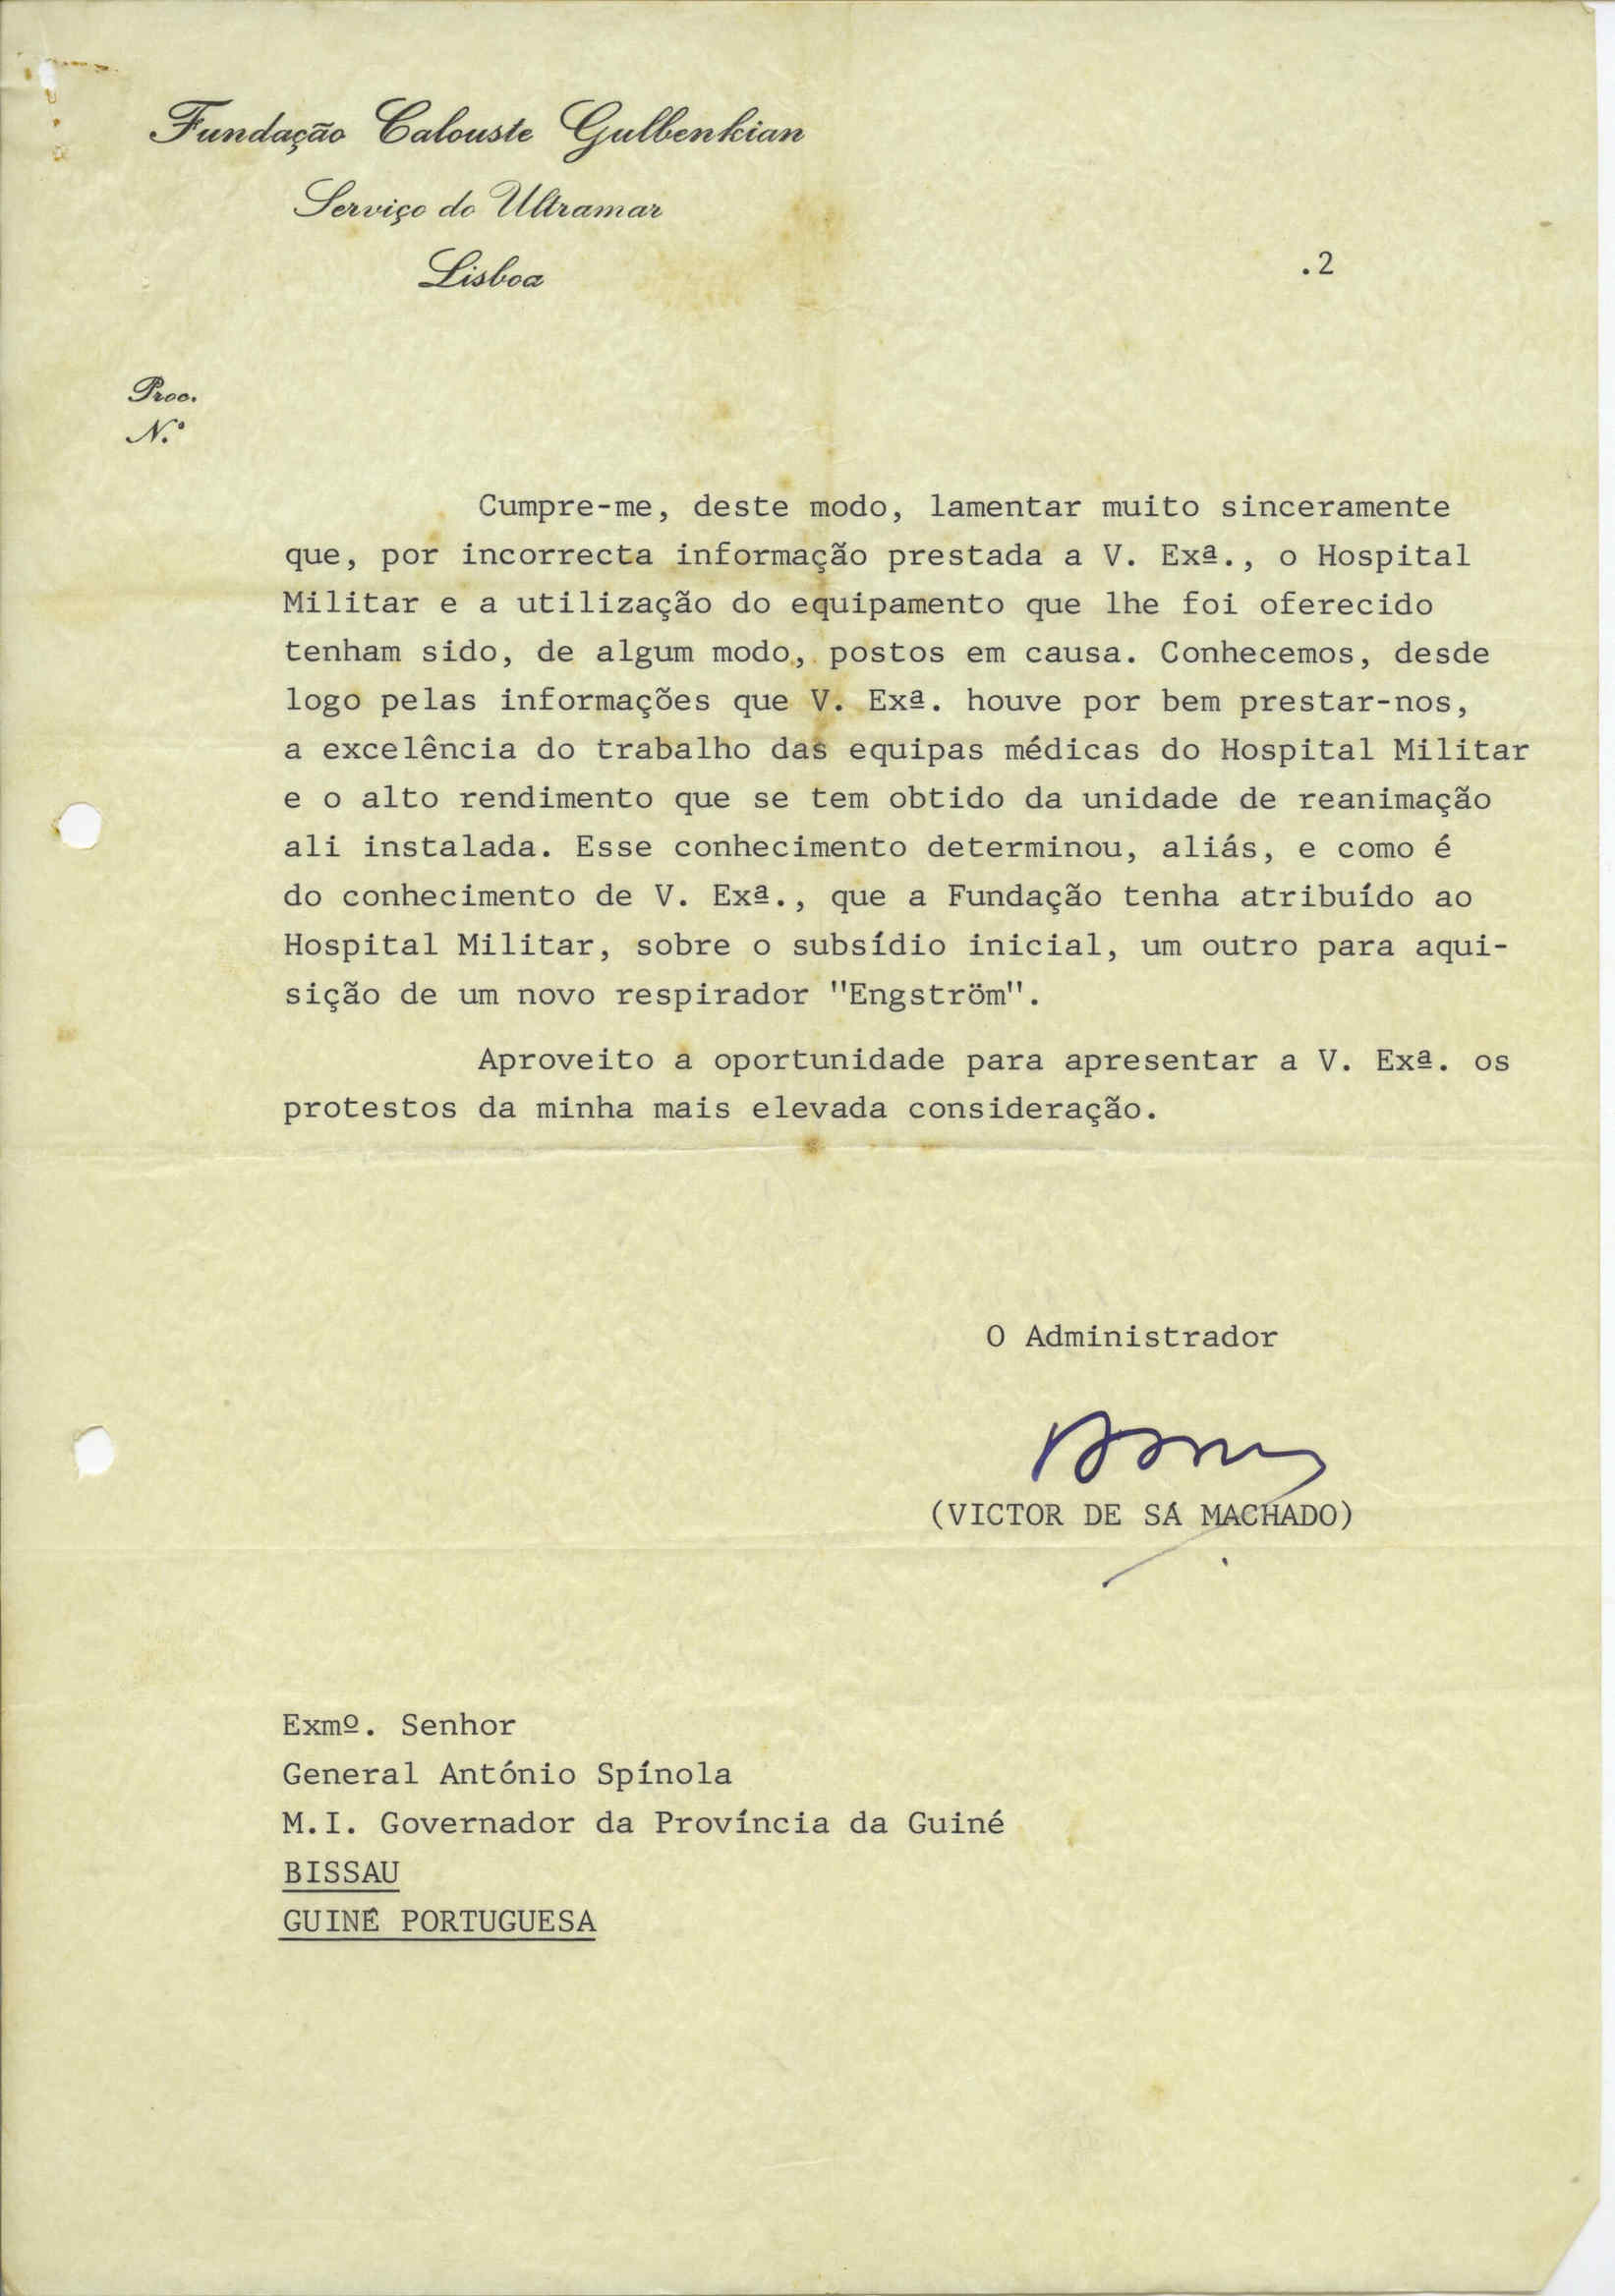 Fundação Calouste Gulbenkian
Serviço do Ultramar
Lisboa
.2
Proc.
N.º
Cumpre-me, deste modo, lamentar muito sinceramente
que, por incorrecta informação prestada a V. Exª., o Hospital
Militar e a utilização do equipamento que lhe foi oferecido
tenham sido, de algum modo, postos em causa. Conhecemos, desde
logo pelas informações que V. Exª. houve por bem prestar-nos,
a excelência do trabalho das equipas médicas do Hospital Militar
e o alto rendimento que se tem obtido da unidade de reanimação
ali instalada. Esse conhecimento determinou, aliás, e como é
do conhecimento de V. Exª., que a Fundação tenha atribuído ao
Hospital Militar, sobre o subsídio inicial, um outro para aqui-
sição de um novo respirador "Engström".
Aproveito a oportunidade para apresentar a V. Exª. os
protestos da minha mais elevada consideração.
O Administrador
(VICTOR DE SÁ MACHADO)
Exmº. Senhor
General António Spínola
M.I. Governador da Província da Guiné
BISSAU
GUINÉ PORTUGUESA